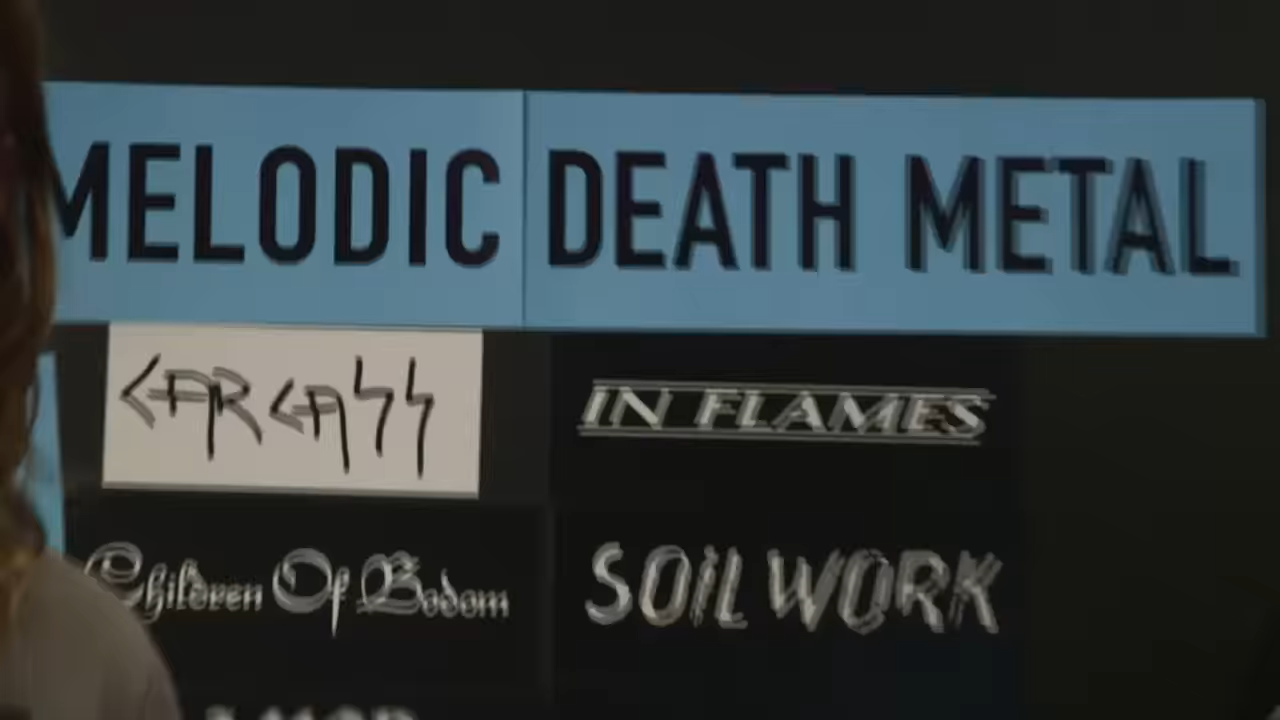 MELODIC DEATH METAL
CARCASS
IN FLAMES
Children Of Bodom
SOILWORK